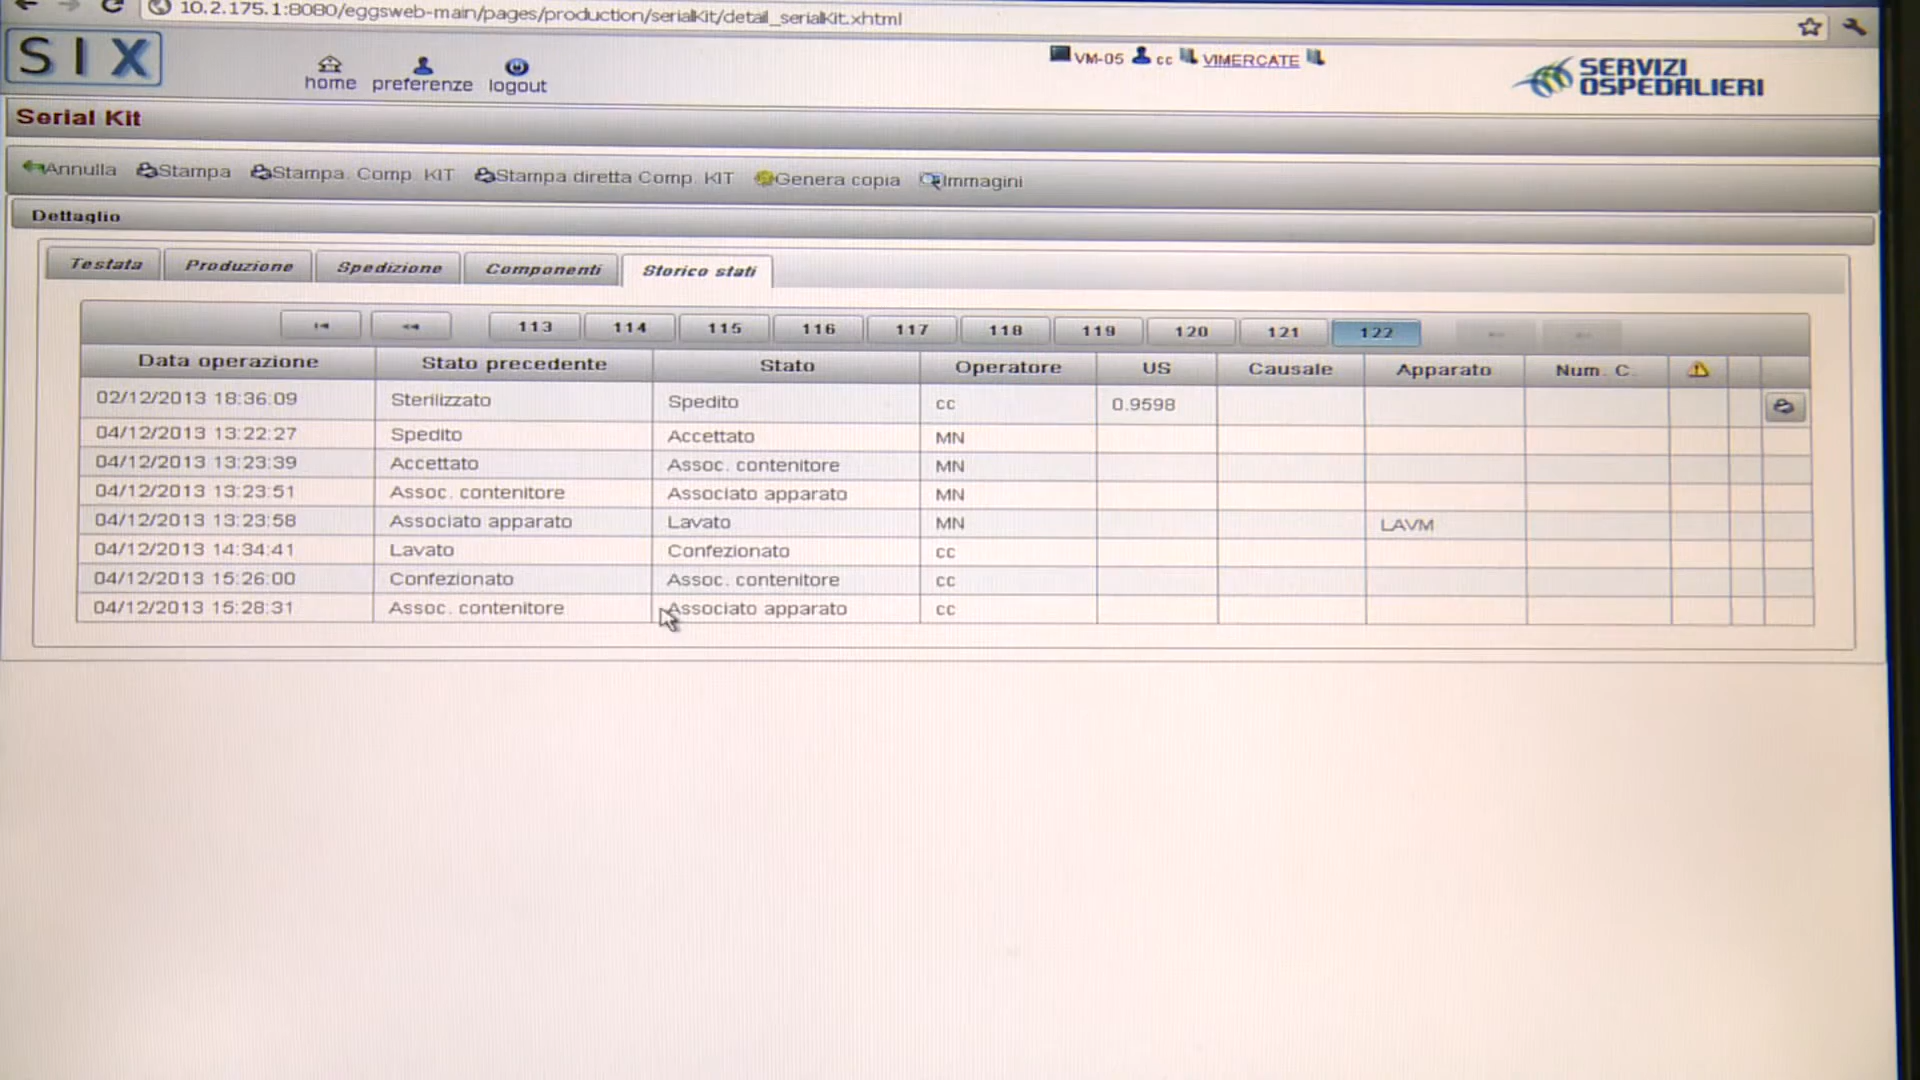 10.2.175.1:8080/eggsweb-main/pages/production/serialKit/detail_serialKit.xhtml
SIX
home preferenze logout
VM-05 cc VIMERCATE
SERVIZI
OSPEDALIERI
Serial Kit
Annulla Stampa Stampa. Comp. KIT Stampa diretta Comp. KIT Genera copia Immagini
Dettaglio
Testata Produzione Spedizione Componenti Storico stati
113 114 115 116 117 118 119 120 121 122
Data operazione Stato precedente Stato Operatore US Causale Apparato Num. C.
02/12/2013 18:36:09 Sterilizzato Spedito cc 0.9598
04/12/2013 13:22:27 Spedito Accettato MN
04/12/2013 13:23:39 Accettato Assoc. contenitore MN
04/12/2013 13:23:51 Assoc. contenitore Associato apparato MN
04/12/2013 13:23:58 Associato apparato Lavato MN LAVM
04/12/2013 14:34:41 Lavato Confezionato cc
04/12/2013 15:26:00 Confezionato Assoc. contenitore cc
04/12/2013 15:28:31 Assoc. contenitore Associato apparato cc